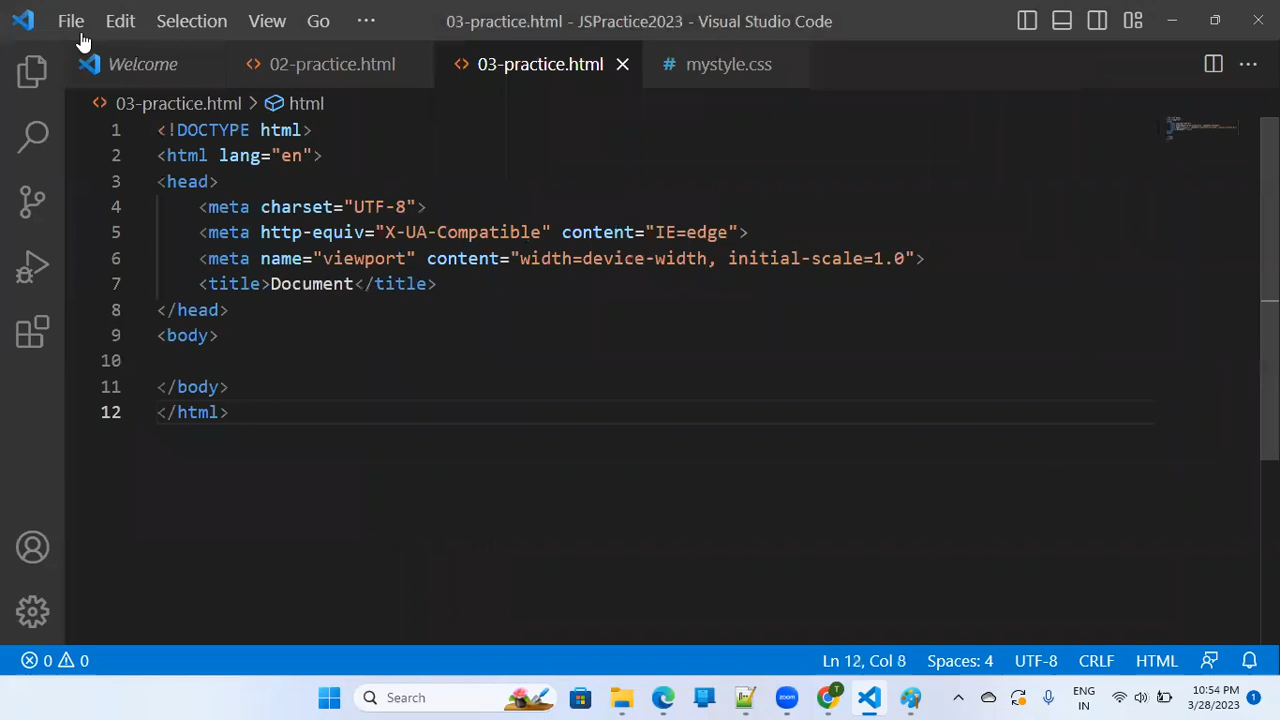 File Edit Selection View Go ··· 03-practice.html - JSPractice2023 - Visual Studio Code
Welcome 02-practice.html 03-practice.html mystyle.css
03-practice.html > html
1 <!DOCTYPE html>
2 <html lang="en">
3 <head>
4 <meta charset="UTF-8">
5 <meta http-equiv="X-UA-Compatible" content="IE=edge">
6 <meta name="viewport" content="width=device-width, initial-scale=1.0">
7 <title>Document</title>
8 </head>
9 <body>
10
11 </body>
12 </html>
0 0 Ln 12, Col 8 Spaces: 4 UTF-8 CRLF HTML
Search ENG IN 10:54 PM 3/28/2023 1